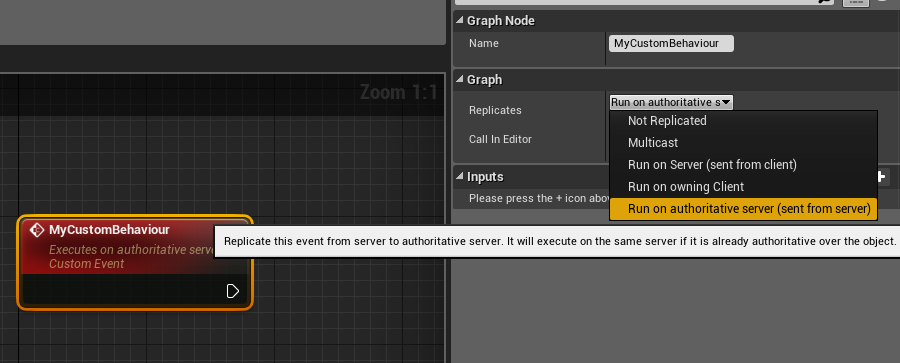 Graph Node
Name
MyCustomBehaviour
Zoom 1:1
Graph
Replicates
Run on authoritative s
Not Replicated
Call In Editor
Multicast
Run on Server (sent from client)
Inputs
Run on owning Client
Please press the + icon abov
Run on authoritative server (sent from server)
MyCustomBehaviour
Executes on authoritative serve
Custom Event
Replicate this event from server to authoritative server. It will execute on the same server if it is already authoritative over the object.